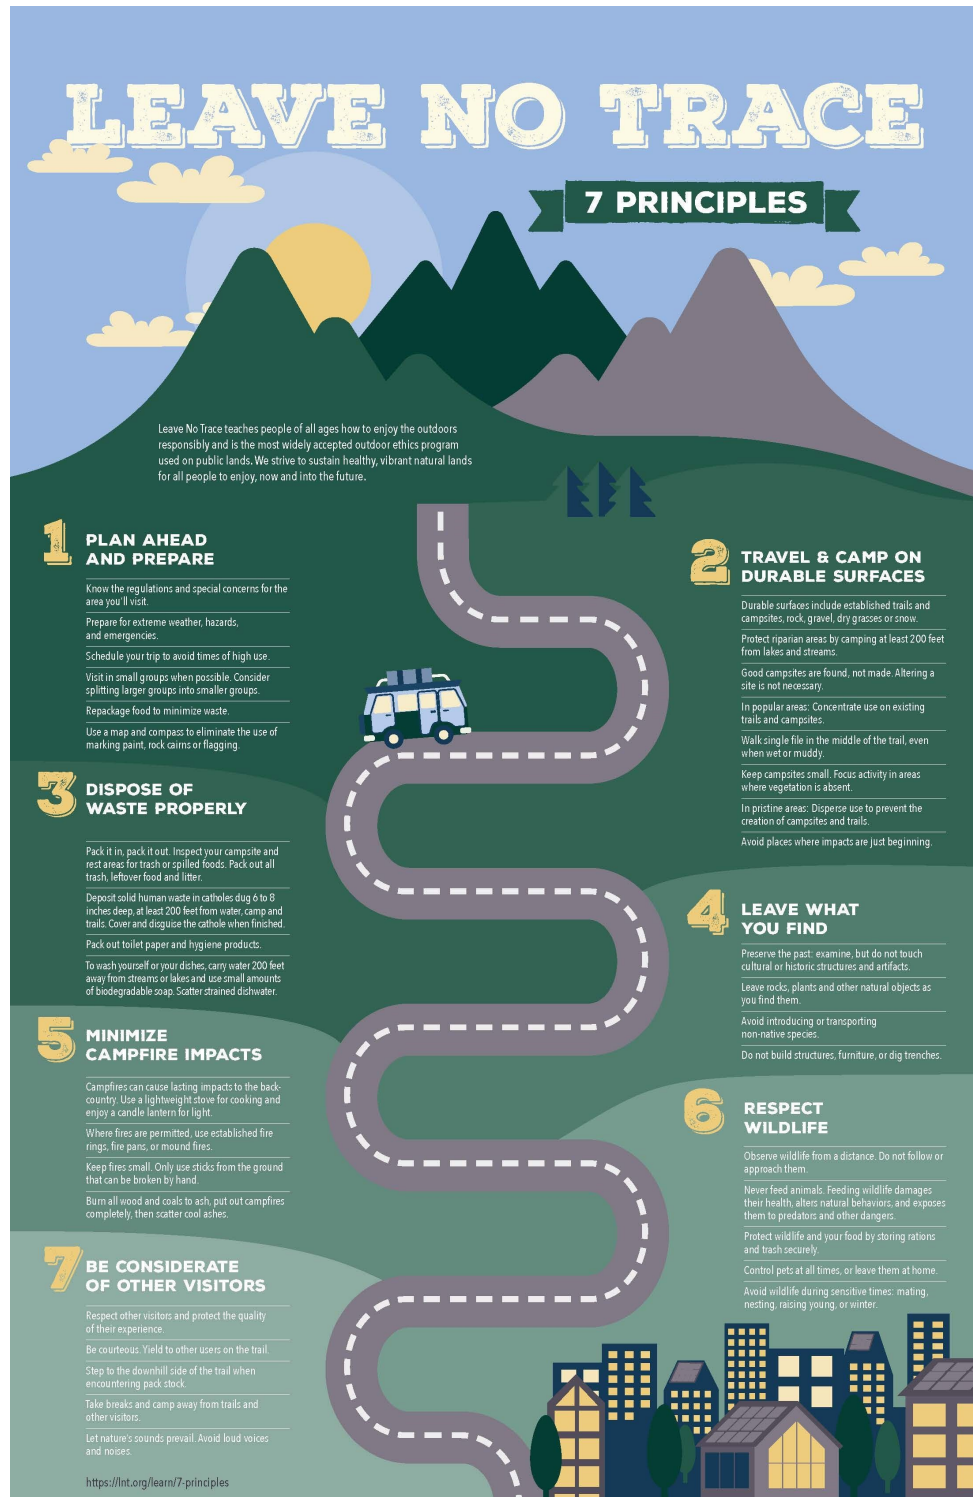 LEAVE NO TRACE
7 PRINCIPLES
Leave No Trace teaches people of all ages how to enjoy the outdoors
responsibly and is the most widely accepted outdoor ethics program
used on public lands. We strive to sustain healthy, vibrant natural lands
for all people to enjoy, now and into the future.
1
PLAN AHEAD
AND PREPARE
Know the regulations and special concerns for the
area you'll visit.
Prepare for extreme weather, hazards,
and emergencies.
Schedule your trip to avoid times of high use.
Visit in small groups when possible. Consider
splitting larger groups into smaller groups.
Repackage food to minimize waste.
Use a map and compass to eliminate the use of
marking paint, rock cairns or flagging.
2
TRAVEL & CAMP ON
DURABLE SURFACES
Durable surfaces include established trails and
campsites, rock, gravel, dry grasses or snow.
Protect riparian areas by camping at least 200 feet
from lakes and streams.
Good campsites are found, not made. Altering a
site is not necessary.
In popular areas: Concentrate use on existing
trails and campsites.
Walk single file in the middle of the trail, even
when wet or muddy.
Keep campsites small. Focus activity in areas
where vegetation is absent.
In pristine areas: Disperse use to prevent the
creation of campsites and trails.
Avoid places where impacts are just beginning.
3
DISPOSE OF
WASTE PROPERLY
Pack it in, pack it out. Inspect your campsite and
rest areas for trash or spilled foods. Pack out all
trash, leftover food and litter.
Deposit solid human waste in catholes dug 6 to 8
inches deep, at least 200 feet from water, camp and
trails. Cover and disguise the cathole when finished.
Pack out toilet paper and hygiene products.
To wash yourself or your dishes, carry water 200 feet
away from streams or lakes and use small amounts
of biodegradable soap. Scatter strained dishwater.
4
LEAVE WHAT
YOU FIND
Preserve the past: examine, but do not touch
cultural or historic structures and artifacts.
Leave rocks, plants and other natural objects as
you find them.
Avoid introducing or transporting
non-native species.
Do not build structures, furniture, or dig trenches.
5
MINIMIZE
CAMPFIRE IMPACTS
Campfires can cause lasting impacts to the back-
country. Use a lightweight stove for cooking and
enjoy a candle lantern for light.
Where fires are permitted, use established fire
rings, fire pans, or mound fires.
Keep fires small. Only use sticks from the ground
that can be broken by hand.
Burn all wood and coals to ash, put out campfires
completely, then scatter cool ashes.
6
RESPECT
WILDLIFE
Observe wildlife from a distance. Do not follow or
approach them.
Never feed animals. Feeding wildlife damages
their health, alters natural behaviors, and exposes
them to predators and other dangers.
Protect wildlife and your food by storing rations
and trash securely.
Control pets at all times, or leave them at home.
Avoid wildlife during sensitive times: mating,
nesting, raising young, or winter.
7
BE CONSIDERATE
OF OTHER VISITORS
Respect other visitors and protect the quality
of their experience.
Be courteous. Yield to other users on the trail.
Step to the downhill side of the trail when
encountering pack stock.
Take breaks and camp away from trails and
other visitors.
Let nature's sounds prevail. Avoid loud voices
and noises.
https://lnt.org/learn/7-principles